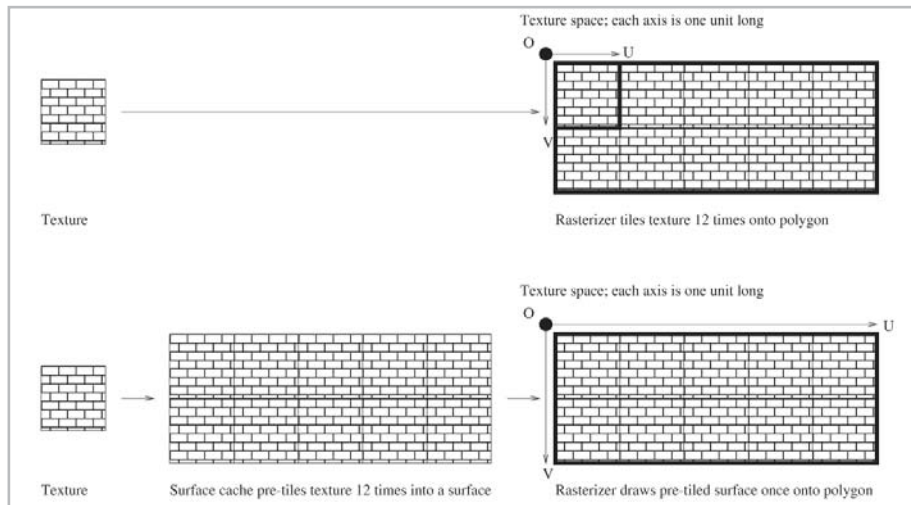 Texture space; each axis is one unit long
O
U
V
Texture
Rasterizer tiles texture 12 times onto polygon
Texture space; each axis is one unit long
O
U
V
Texture
Surface cache pre-tiles texture 12 times into a surface
Rasterizer draws pre-tiled surface once onto polygon